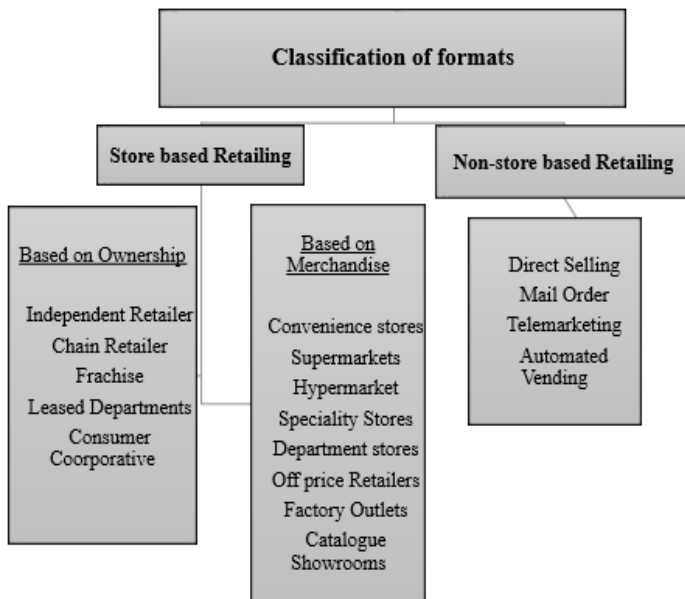 Classification of formats
Store based Retailing
Non-store based Retailing
Based on Ownership
Independent Retailer
Chain Retailer
Frachise
Leased Departments
Consumer
Coorporative
Based on
Merchandise
Convenience stores
Supermarkets
Hypermarket
Speciality Stores
Department stores
Off price Retailers
Factory Outlets
Catalogue
Showrooms
Direct Selling
Mail Order
Telemarketing
Automated
Vending